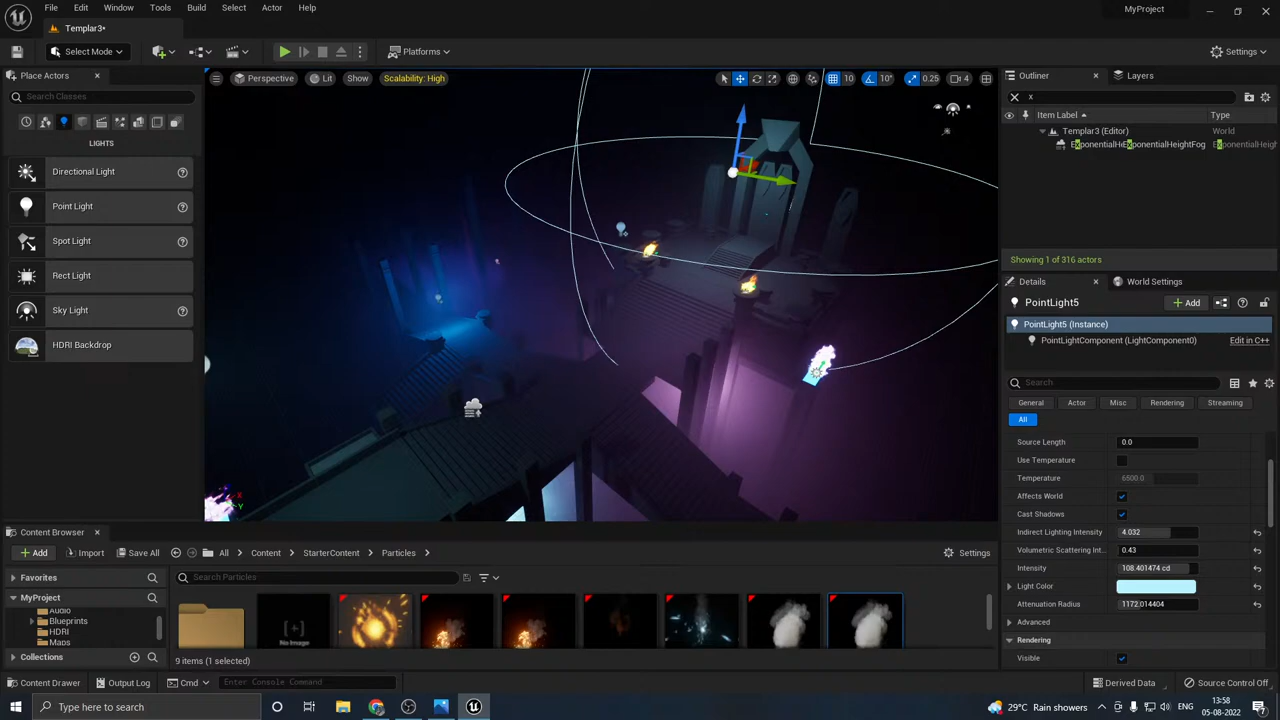 File Edit Window Tools Build Select Actor Help
MyProject
Templar3*
Select Mode
Platforms
Settings
Place Actors
Search Classes
LIGHTS
Directional Light
Point Light
Spot Light
Rect Light
Sky Light
HDRI Backdrop
Perspective Lit Show Scalability: High
10 10° 0.25 4
X
Y
Outliner
Layers
x
Item Label
Type
Templar3 (Editor) World
Showing 1 of 316 actors
Details
World Settings
PointLight5
Add
PointLight5 (Instance)
PointLightComponent (LightComponent0) Edit in C++
Search
General Actor Misc Rendering Streaming
All
Source Length 0.0
Use Temperature
Temperature 6500.0
Affects World
Cast Shadows
Indirect Lighting Intensity 4.032
Volumetric Scattering Int... 0.43
Intensity 108.401474 cd
Light Color
Attenuation Radius 1172.014404
Advanced
Rendering
Visible
Content Browser
Add Import Save All All Content StarterContent Particles Settings
Favorites
MyProject
Audio
Blueprints
HDRI
Maps
Collections
Search Particles
No Image
9 items (1 selected)
Content Drawer Output Log Cmd Enter Console Command Derived Data Source Control Off
Type here to search
29°C Rain showers
ENG
13:58
05-08-2022